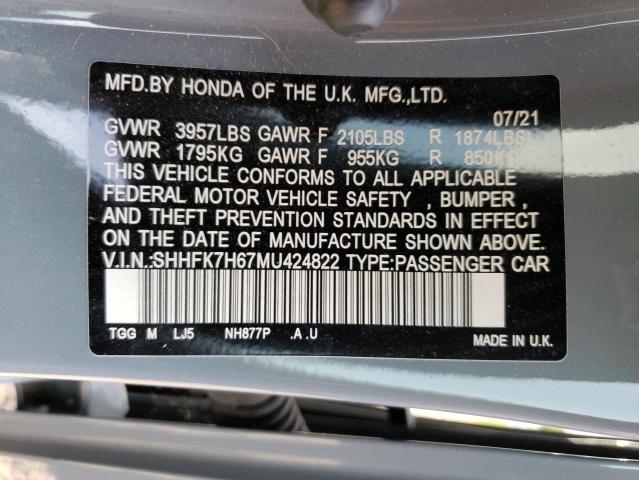 MFD.BY HONDA OF THE U.K. MFG.,LTD.
07/21
GVWR 3957LBS GAWR F 2105LBS R 1874LBS
GVWR 1795KG GAWR F 955KG R 850KG
THIS VEHICLE CONFORMS TO ALL APPLICABLE
FEDERAL MOTOR VEHICLE SAFETY , BUMPER ,
AND THEFT PREVENTION STANDARDS IN EFFECT
ON THE DATE OF MANUFACTURE SHOWN ABOVE.
V.I.N.:SHHFK7H67MU424822 TYPE:PASSENGER CAR
TGG M LJ5 NH877P .A .U MADE IN U.K.